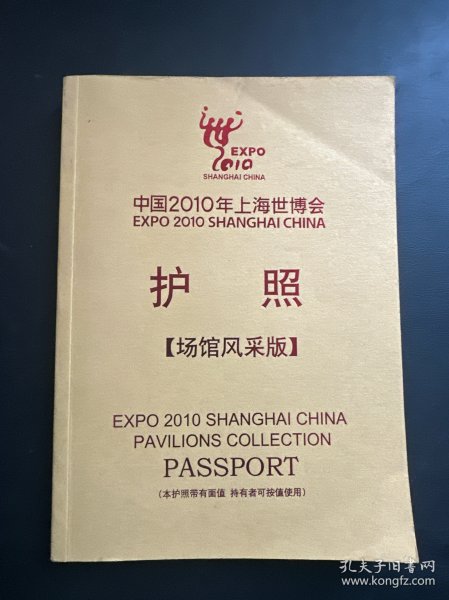 EXPO
2010
SHANGHAI CHINA
中国2010年上海世博会
EXPO 2010 SHANGHAI CHINA
护 照
【场馆风采版】
EXPO 2010 SHANGHAI CHINA
PAVILIONS COLLECTION
PASSPORT
(本护照带有面值 持有者可按值使用)
孔夫子旧书网
www.kongfz.com